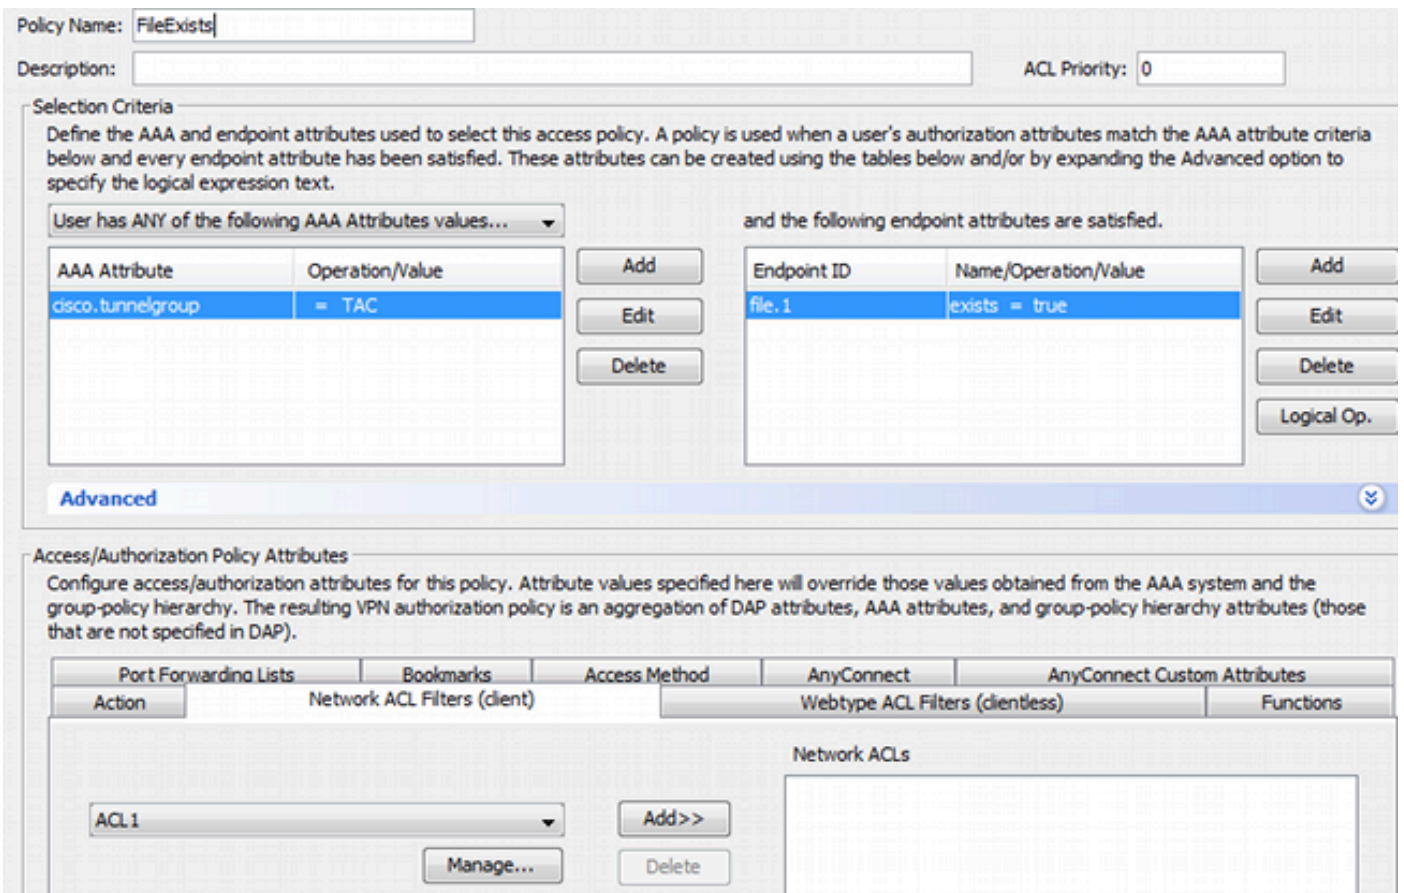 Policy Name: FileExists
Description:
ACL Priority: 0
Selection Criteria
Define the AAA and endpoint attributes used to select this access policy. A policy is used when a user's authorization attributes match the AAA attribute criteria
below and every endpoint attribute has been satisfied. These attributes can be created using the tables below and/or by expanding the Advanced option to
specify the logical expression text.
User has ANY of the following AAA Attributes values...
and the following endpoint attributes are satisfied.
AAA Attribute Operation/Value
cisco.tunnelgroup = TAC
Add
Edit
Delete
Endpoint ID Name/Operation/Value
file.1 exists = true
Add
Edit
Delete
Logical Op.
Advanced
Access/Authorization Policy Attributes
Configure access/authorization attributes for this policy. Attribute values specified here will override those values obtained from the AAA system and the
group-policy hierarchy. The resulting VPN authorization policy is an aggregation of DAP attributes, AAA attributes, and group-policy hierarchy attributes (those
that are not specified in DAP).
Port Forwarding Lists Bookmarks Access Method AnyConnect AnyConnect Custom Attributes
Action Network ACL Filters (client) Webtype ACL Filters (clientless) Functions
Network ACLs
ACL1
Add>>
Manage...
Delete